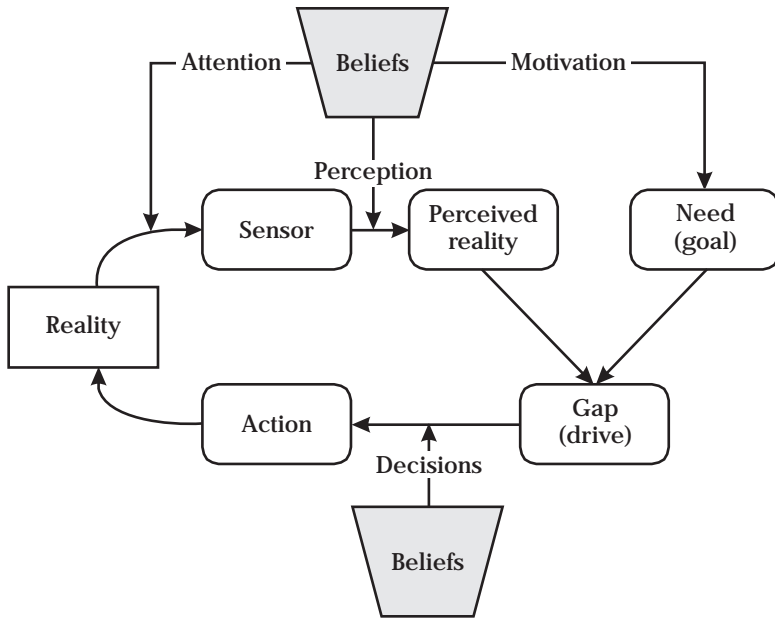 Attention
Beliefs
Motivation
Perception
Sensor
Perceived
reality
Need
(goal)
Reality
Action
Gap
(drive)
Decisions
Beliefs